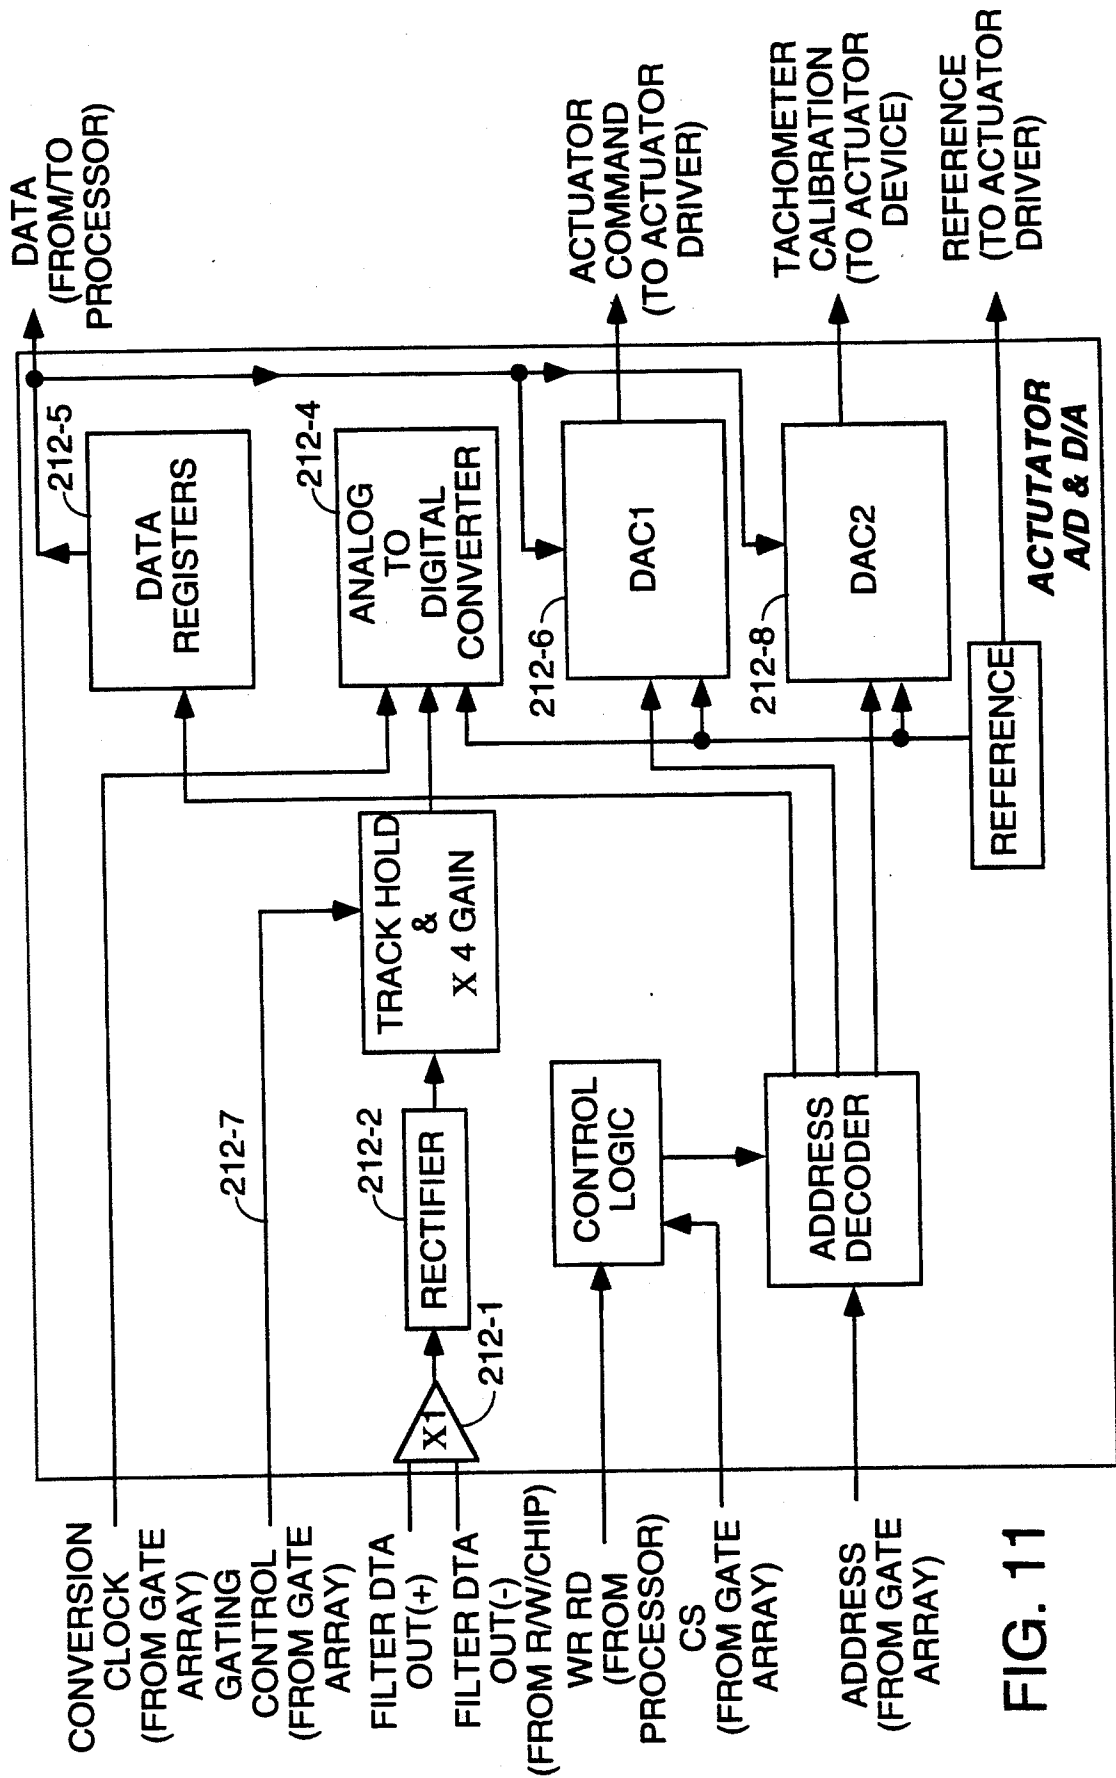 CONVERSION
CLOCK
(FROM GATE
ARRAY)
GATING
CONTROL
(FROM GATE
ARRAY)
FILTER DTA
OUT(+)
FILTER DTA
OUT(-)
(FROM R/W/CHIP)
WR RD
(FROM
PROCESSOR)
CS
(FROM GATE
ARRAY)
ADDRESS
(FROM GATE
ARRAY)
212-7
X1
212-1
RECTIFIER
212-2
TRACK HOLD
&
X 4 GAIN
CONTROL
LOGIC
ADDRESS
DECODER
DATA
REGISTERS
212-5
ANALOG
TO
DIGITAL
CONVERTER
212-4
DAC1
212-6
DAC2
212-8
REFERENCE
ACTUTATOR
A/D & D/A
DATA
(FROM/TO
PROCESSOR)
ACTUATOR
COMMAND
(TO ACTUATOR
DRIVER)
TACHOMETER
CALIBRATION
(TO ACTUATOR
DEVICE)
REFERENCE
(TO ACTUATOR
DRIVER)
FIG. 11